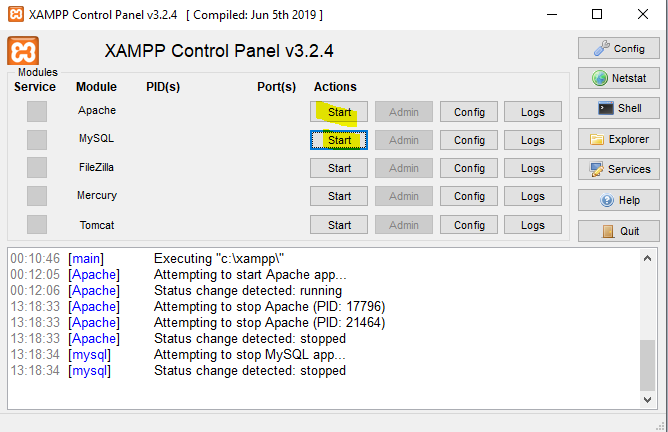 XAMPP Control Panel v3.2.4 [ Compiled: Jun 5th 2019 ]
XAMPP Control Panel v3.2.4
Config
Modules
Service Module PID(s) Port(s) Actions
Netstat
Apache Start Admin Config Logs
Shell
MySQL Start Admin Config Logs
Explorer
FileZilla Start Admin Config Logs
Services
Mercury Start Admin Config Logs
Help
Tomcat Start Admin Config Logs
Quit
00:10:46 [main] Executing "c:\xampp\"
00:12:05 [Apache] Attempting to start Apache app...
00:12:06 [Apache] Status change detected: running
13:18:33 [Apache] Attempting to stop Apache (PID: 17796)
13:18:33 [Apache] Attempting to stop Apache (PID: 21464)
13:18:33 [Apache] Status change detected: stopped
13:18:34 [mysql] Attempting to stop MySQL app...
13:18:34 [mysql] Status change detected: stopped